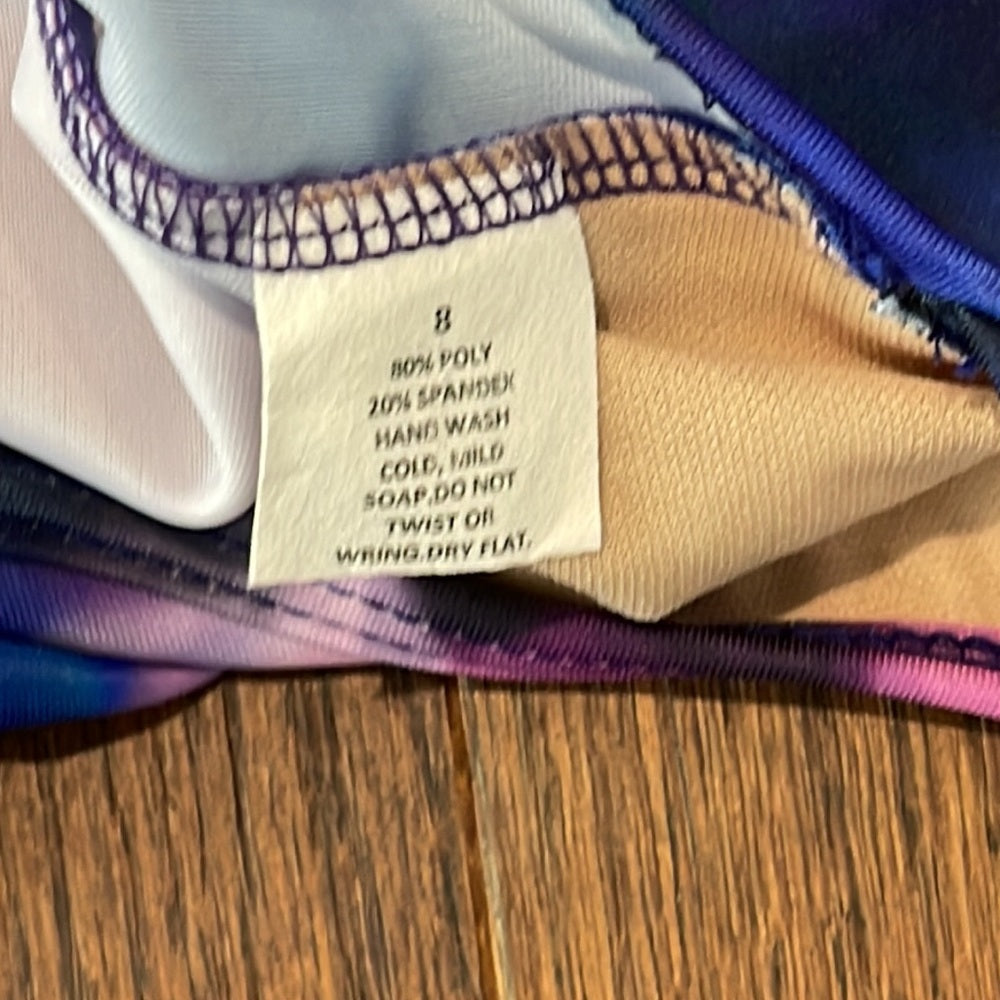 8
80% POLY
20% SPANDEX
HAND WASH
COLD, MILD
SOAP.DO NOT
TWIST OR
WRING.DRY FLAT.